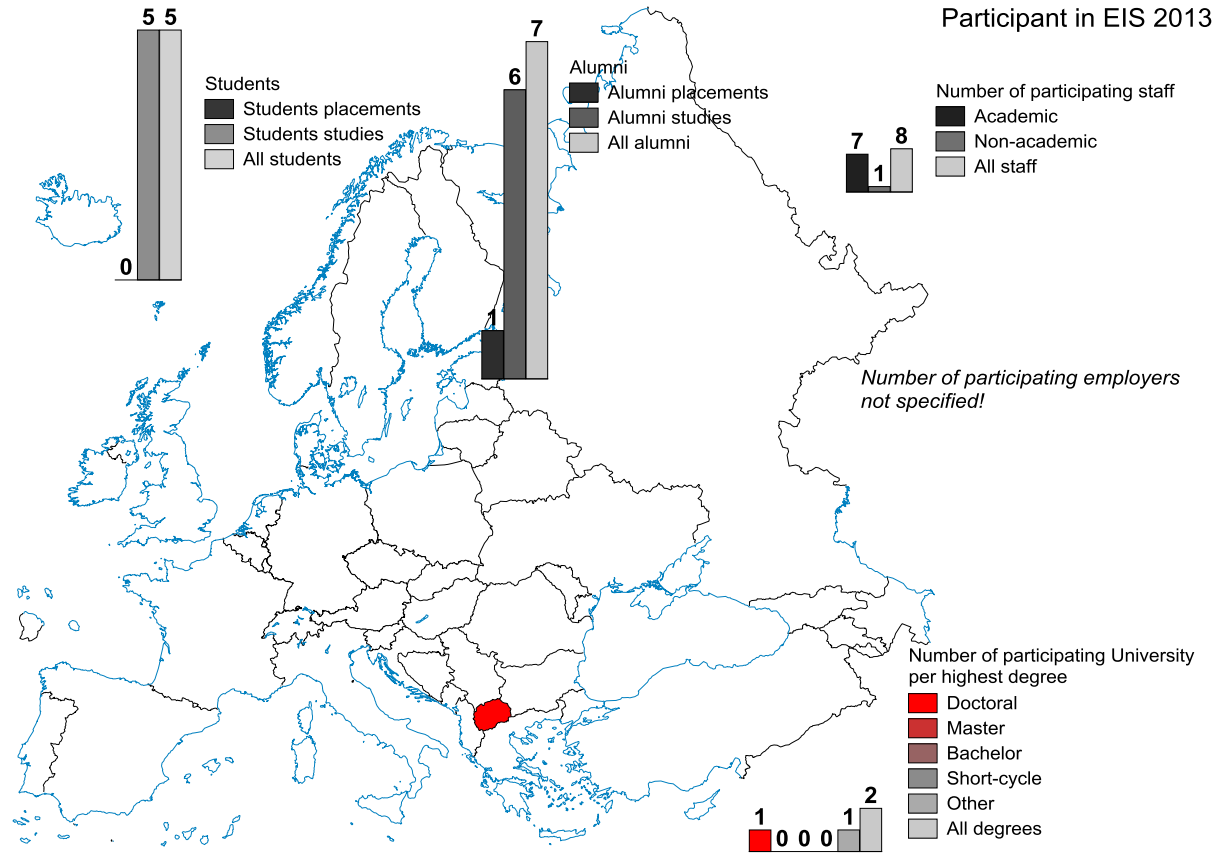 Participant in EIS 2013
5 5
0
Students
Students placements
Students studies
All students
7
6
1
Alumni
Alumni placements
Alumni studies
All alumni
7
1
8
Number of participating staff
Academic
Non-academic
All staff
Number of participating employers
not specified!
Number of participating University
per highest degree
Doctoral
Master
Bachelor
Short-cycle
Other
All degrees
1 0 0 0 1 2